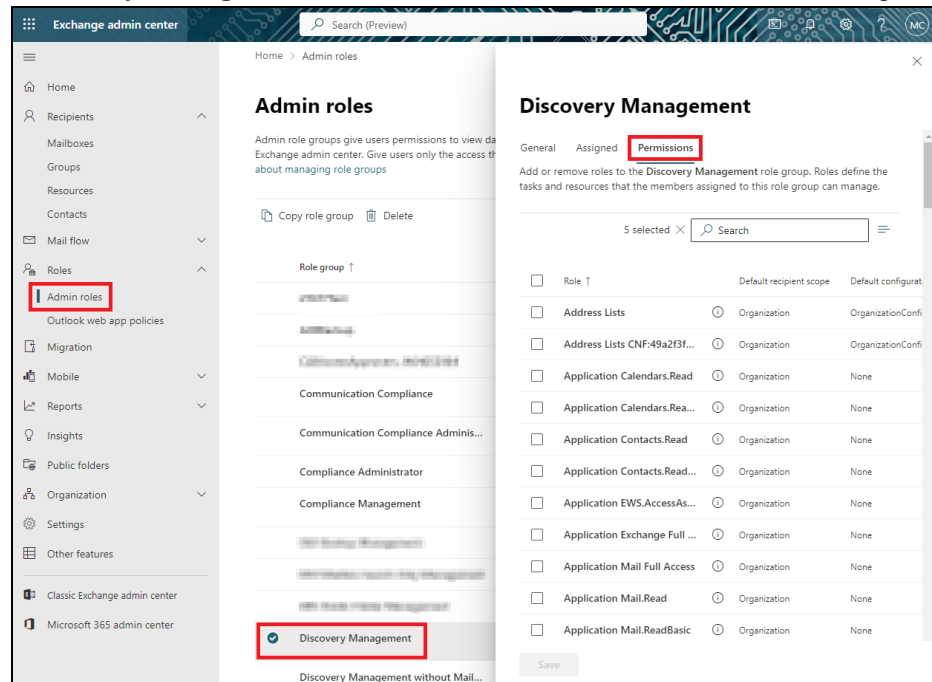 Exchange admin center
Search (Preview)
MC
Home > Admin roles
Home
Recipients
Mailboxes
Groups
Resources
Contacts
Mail flow
Roles
Admin roles
Outlook web app policies
Migration
Mobile
Reports
Insights
Public folders
Organization
Settings
Other features
Classic Exchange admin center
Microsoft 365 admin center
Admin roles
Admin role groups give users permissions to view da
Exchange admin center. Give users only the access th
about managing role groups
Copy role group Delete
Role group ↑
Communication Compliance
Communication Compliance Adminis...
Compliance Administrator
Compliance Management
Discovery Management
Discovery Management without Mail...
Discovery Management
General Assigned Permissions
Add or remove roles to the Discovery Management role group. Roles define the
tasks and resources that the members assigned to this role group can manage.
5 selected Search
Role ↑ Default recipient scope Default configurat
Address Lists Organization OrganizationConfi
Address Lists CNF:49a2f3f... Organization OrganizationConfi
Application Calendars.Read Organization None
Application Calendars.Rea... Organization None
Application Contacts.Read Organization None
Application Contacts.Read... Organization None
Application EWS.AccessAs... Organization None
Application Exchange Full ... Organization None
Application Mail Full Access Organization None
Application Mail.Read Organization None
Application Mail.ReadBasic Organization None
Save